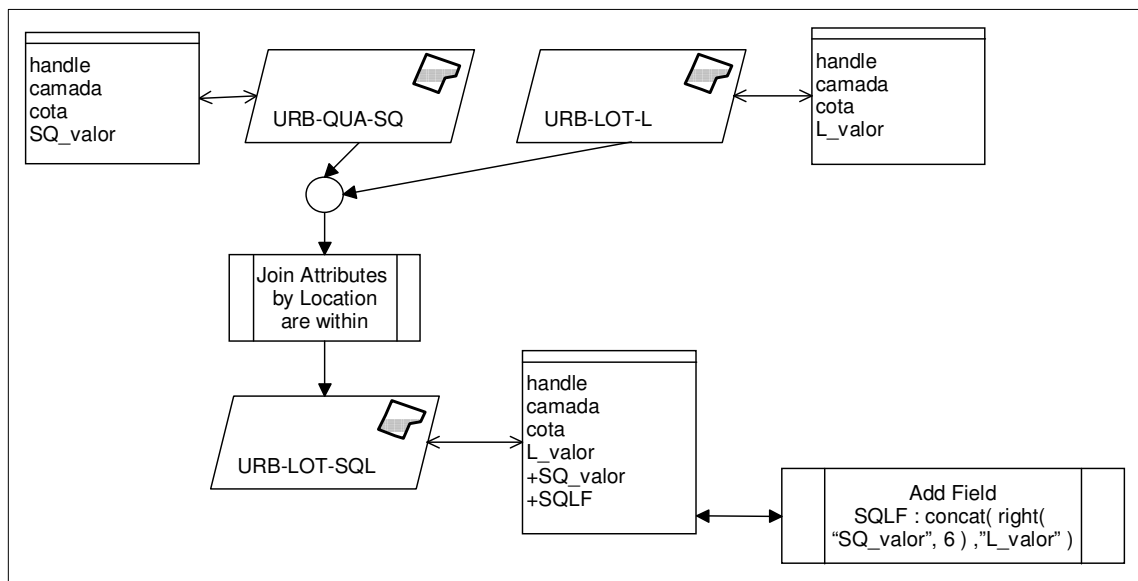 handle
camada
cota
SQ_valor
URB-QUA-SQ
URB-LOT-L
handle
camada
cota
L_valor
Join Attributes
by Location
are within
URB-LOT-SQL
handle
camada
cota
L_valor
+SQ_valor
+SQLF
Add Field
SQLF : concat( right(
“SQ_valor”, 6 ) ,”L_valor” )